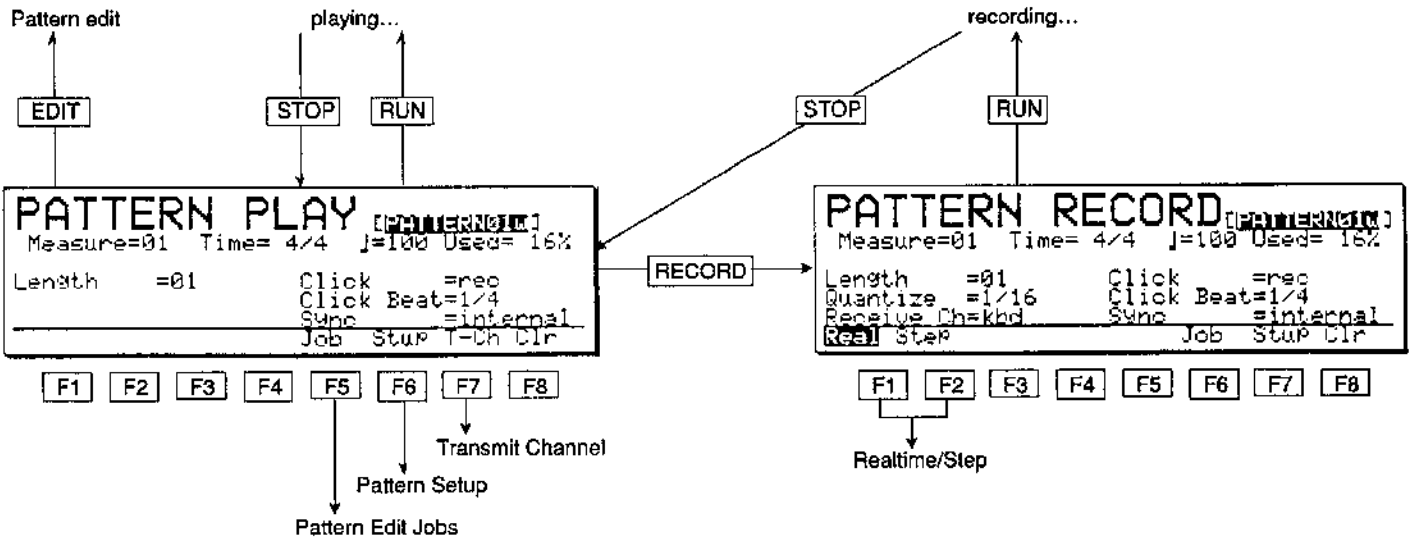 Pattern edit
playing...
recording...
EDIT
STOP
RUN
STOP
RUN
PATTERN PLAY [PATTERN01w]
Measure=01 Time= 4/4 ♩=100 Used= 16%
Length =01 Click =rec
Click Beat=1/4
Sync =internal
Job Stup T-Ch Clr
RECORD
PATTERN RECORD [PATTERN01w]
Measure=01 Time= 4/4 ♩=100 Used= 16%
Length =01 Click =rec
Quantize =1/16 Click Beat=1/4
Receive Ch=kbd Sync =internal
Real Step Job Stup Clr
F1 F2 F3 F4 F5 F6 F7 F8
F1 F2 F3 F4 F5 F6 F7 F8
Transmit Channel
Pattern Setup
Pattern Edit Jobs
Realtime/Step